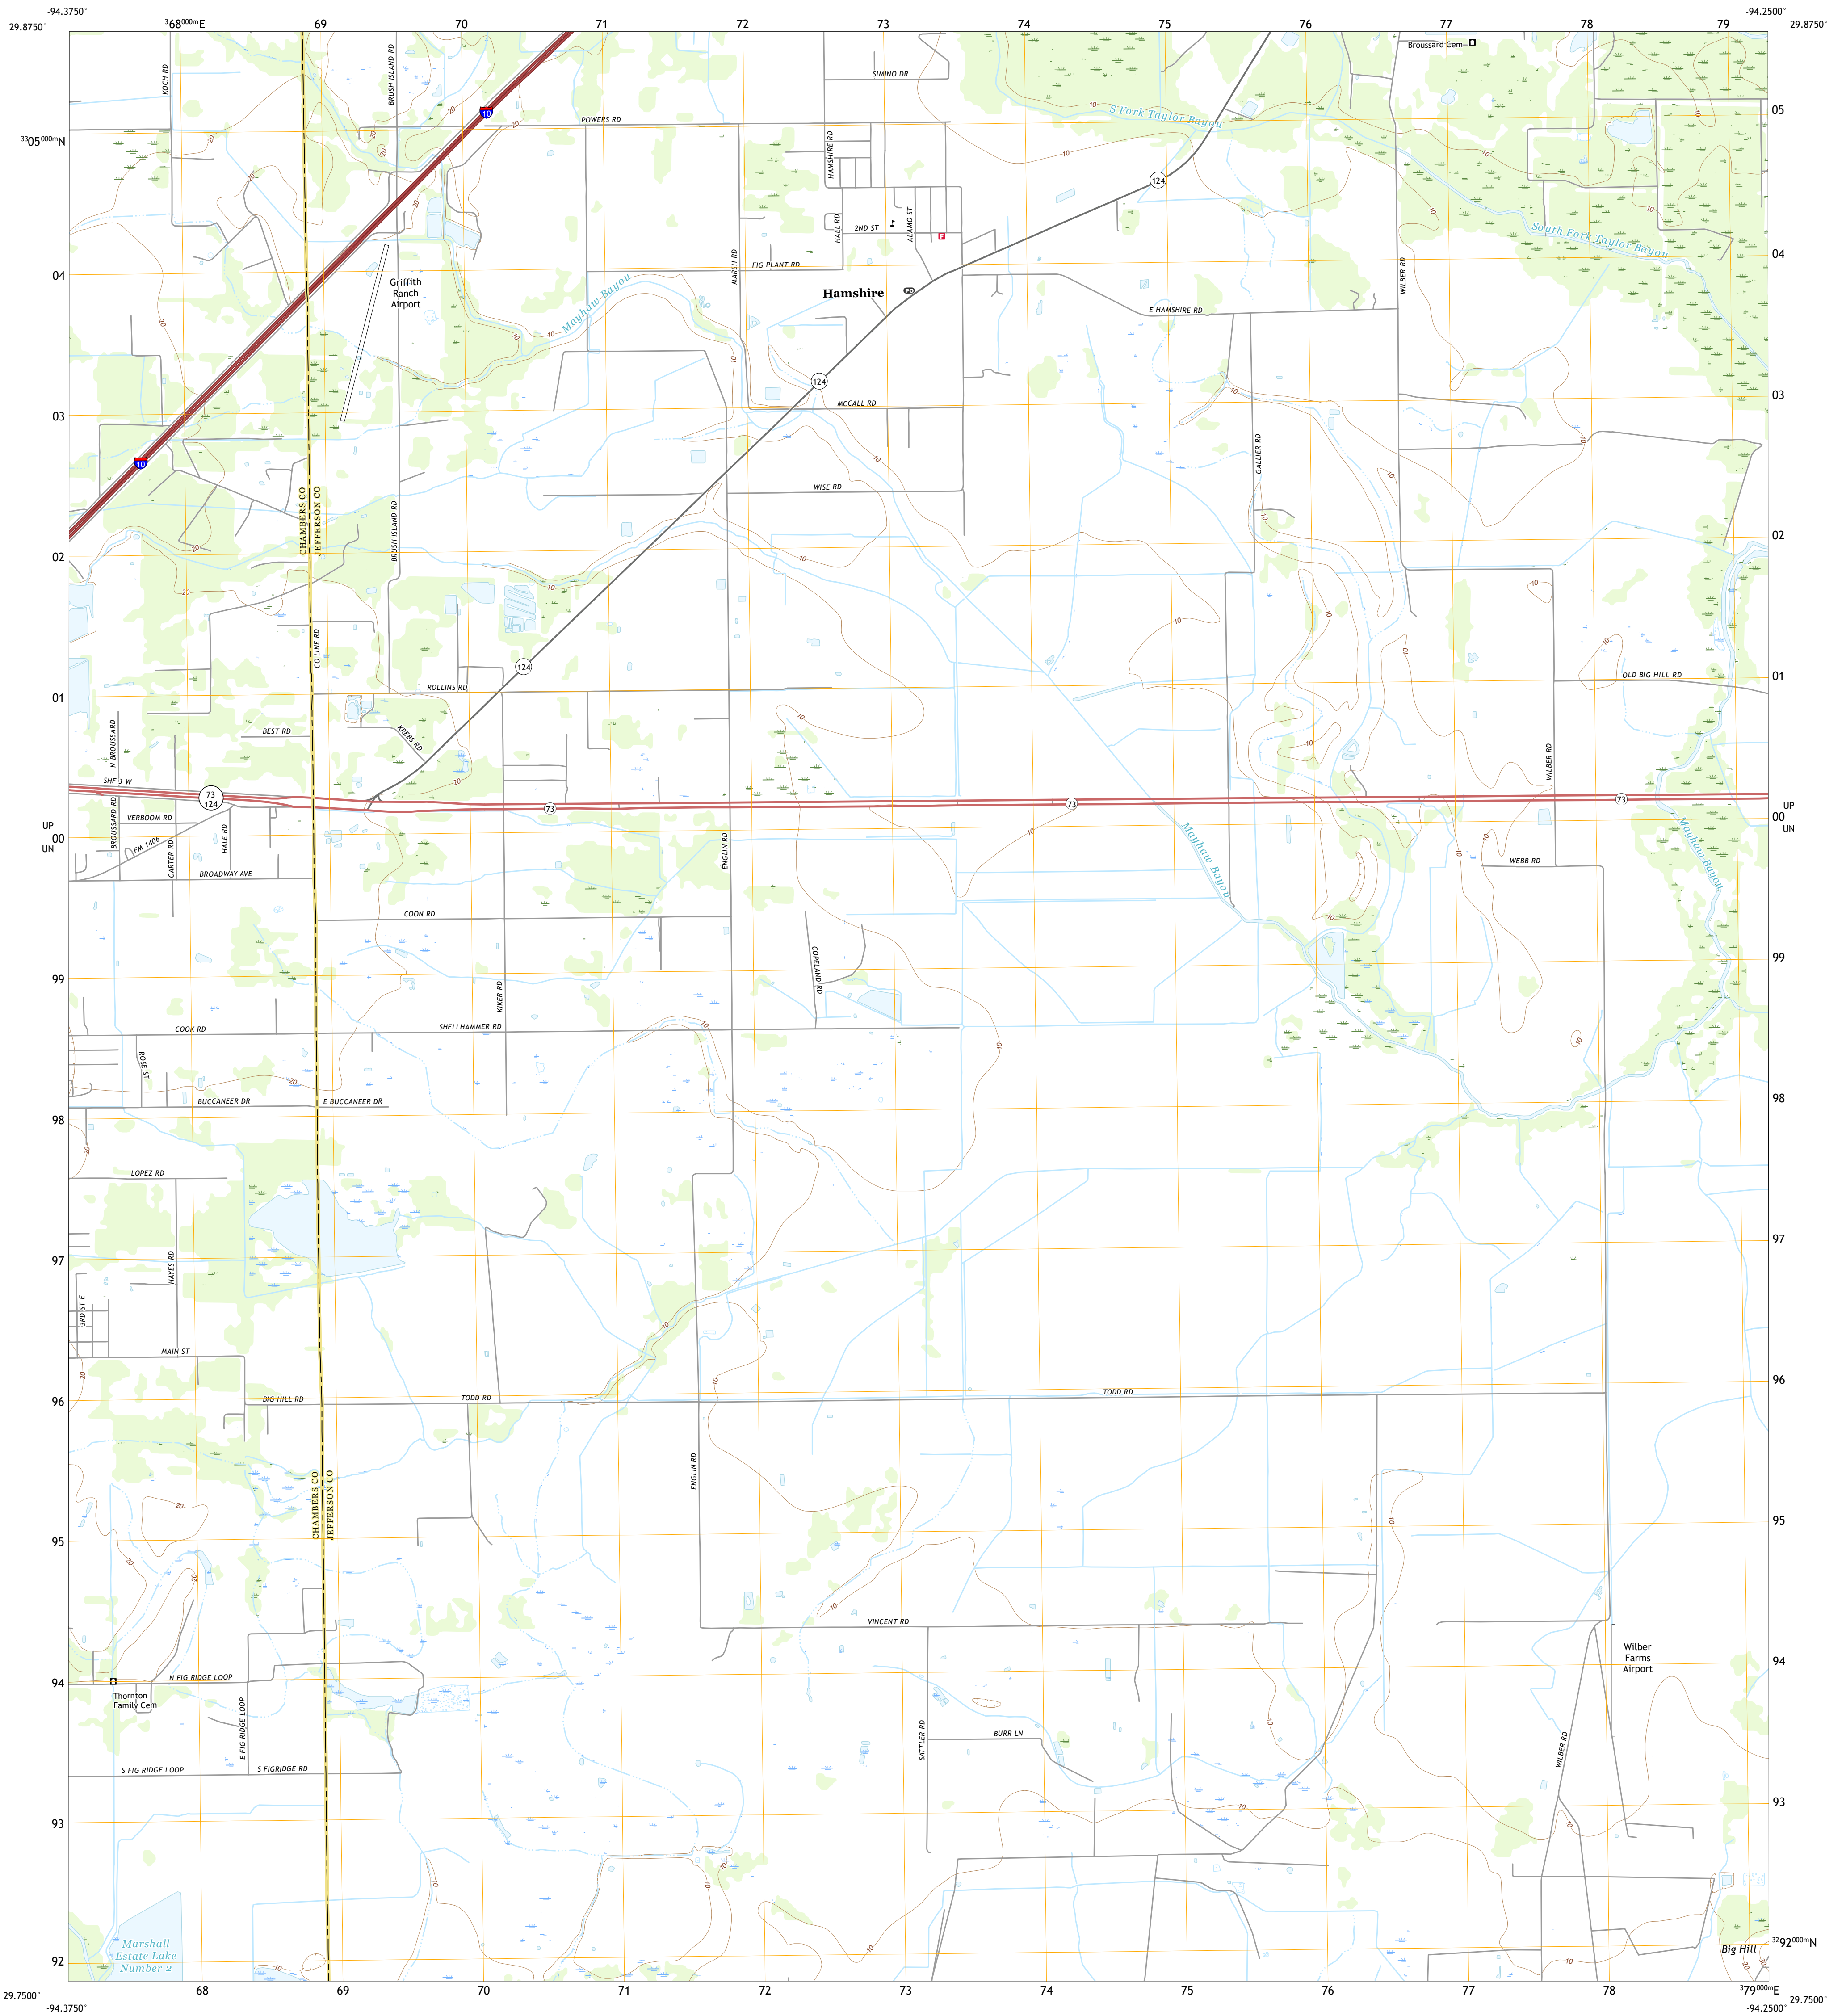 -94.3750°
-94.2500°
29.8750°
29.8750°
³68⁰⁰⁰ᵐE
69
70
71
72
73
74
75
76
77
78
79
Broussard Cem
KOCH RD
BRUSH ISLAND RD
SIMINO DR
20
10
S Fork Taylor Bayou
05
10
POWERS RD
³³05⁰⁰⁰ᵐN
HAMSHIRE RD
124
HALL RD
2ND ST
ALAMO ST
F
South Fork Taylor Bayou
MARSH RD
FIG PLANT RD
WILBER RD
04
04
Griffith
Ranch
Airport
Hamshire
PO
Mayhaw Bayou
E HAMSHIRE RD
124
MCCALL RD
03
03
GALLIER RD
10
WISE RD
CHAMBERS CO
JEFFERSON CO
BRUSH ISLAND RD
02
02
CO LINE RD
124
ROLLINS RD
OLD BIG HILL RD
01
01
N BROUSSARD
BEST RD
KREBS RD
WILBER RD
SHF 3 W
73
124
73
73
73
UP
00
UN
UP
00
UN
BROUSSARD RD
VERBOOM RD
FM 1406
CARTER RD
HALE RD
ENGLIN RD
Mayhaw Bayou
Mayhaw Bayou
WEBB RD
BROADWAY AVE
COON RD
COPELAND RD
99
99
KIKER RD
COOK RD
SHELLHAMMER RD
ROSE ST
BUCCANEER DR
E BUCCANEER DR
98
98
LOPEZ RD
HAYES RD
97
97
3RD ST E
MAIN ST
96
96
BIG HILL RD
TODD RD
TODD RD
ENGLIN RD
CHAMBERS CO
JEFFERSON CO
95
95
VINCENT RD
Wilber
Farms
Airport
94
94
N FIG RIDGE LOOP
Thornton
Family Cem
E FIG RIDGE LOOP
SATTLER RD
BURR LN
WILBER RD
S FIG RIDGE LOOP
S FIGRIDGE RD
93
93
Marshall
Estate Lake
Number 2
Big Hill
³²92⁰⁰⁰ᵐN
92
68
69
70
71
72
73
74
75
76
77
78
³79⁰⁰⁰ᵐE
29.7500°
29.7500°
-94.3750°
-94.2500°